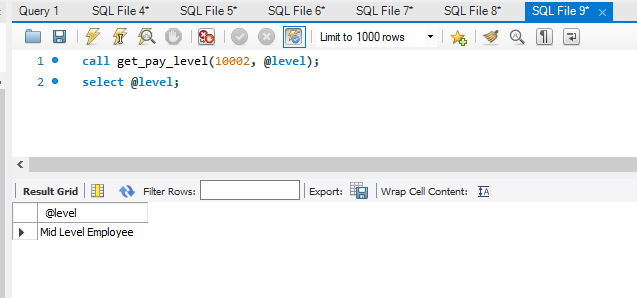 Query 1 SQL File 4* SQL File 5* SQL File 6* SQL File 7* SQL File 8* SQL File 9* ×
Limit to 1000 rows
1 call get_pay_level(10002, @level);
2 select @level;
Result Grid Filter Rows: Export: Wrap Cell Content:
@level
Mid Level Employee